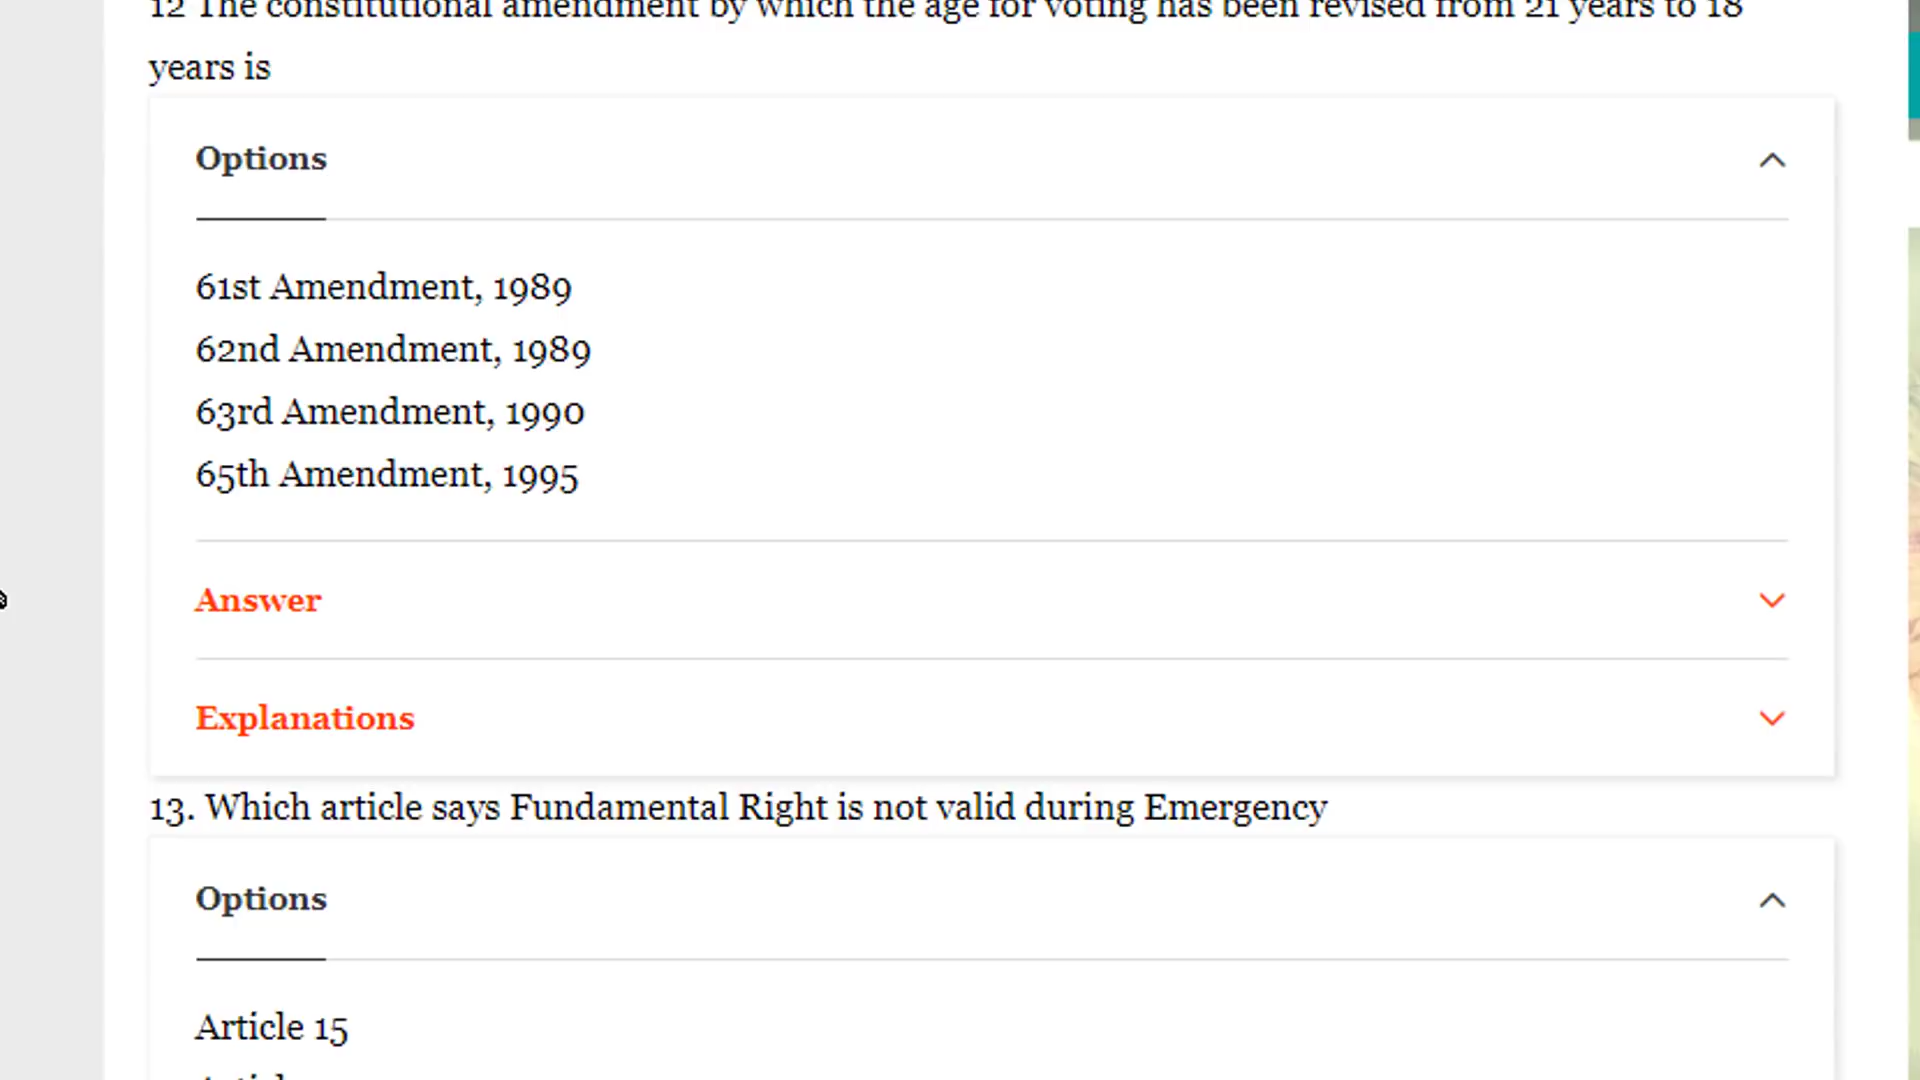 12 The constitutional amendment by which the age for voting has been revised from 21 years to 18
years is
Options
61st Amendment, 1989
62nd Amendment, 1989
63rd Amendment, 1990
65th Amendment, 1995
Answer
Explanations
13. Which article says Fundamental Right is not valid during Emergency
Options
Article 15